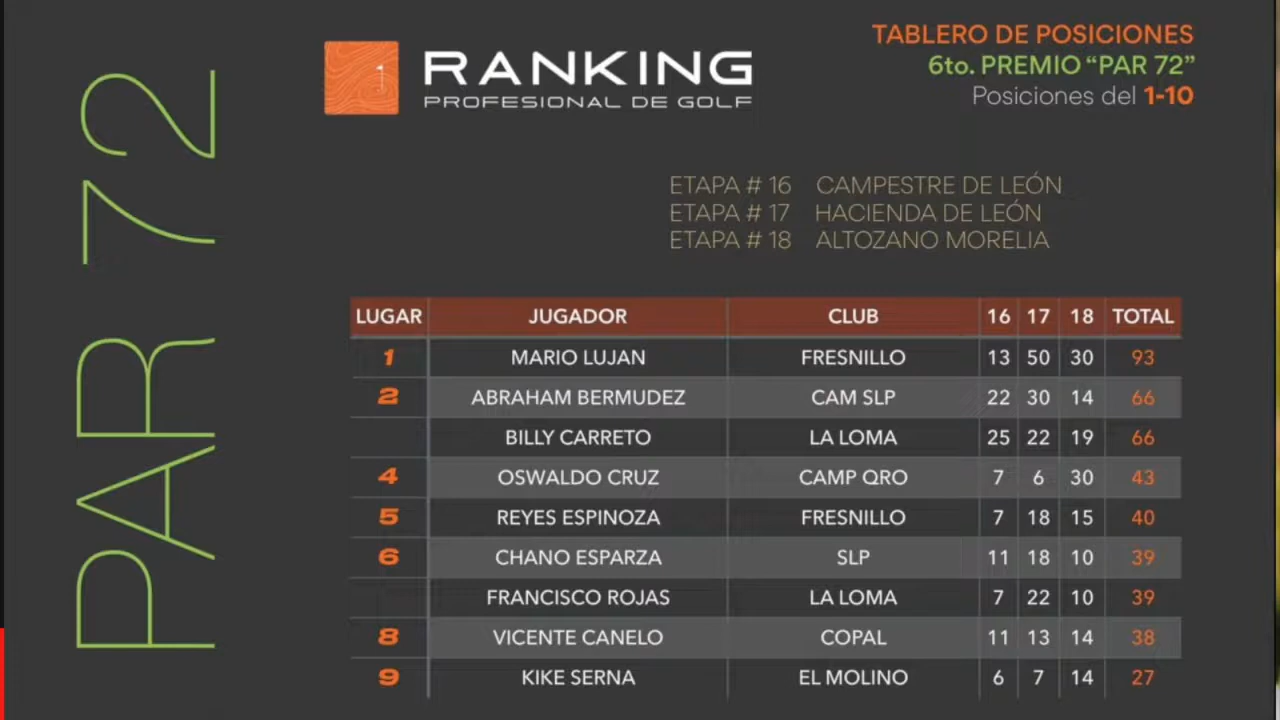 PAR 72
RANKING
PROFESIONAL DE GOLF
TABLERO DE POSICIONES
6to. PREMIO “PAR 72”
Posiciones del 1-10
ETAPA # 16 CAMPESTRE DE LEÓN
ETAPA # 17 HACIENDA DE LEÓN
ETAPA # 18 ALTOZANO MORELIA
LUGAR JUGADOR CLUB 16 17 18 TOTAL
1 MARIO LUJAN FRESNILLO 13 50 30 93
2 ABRAHAM BERMUDEZ CAM SLP 22 30 14 66
BILLY CARRETO LA LOMA 25 22 19 66
4 OSWALDO CRUZ CAMP QRO 7 6 30 43
5 REYES ESPINOZA FRESNILLO 7 18 15 40
6 CHANO ESPARZA SLP 11 18 10 39
FRANCISCO ROJAS LA LOMA 7 22 10 39
8 VICENTE CANELO COPAL 11 13 14 38
9 KIKE SERNA EL MOLINO 6 7 14 27